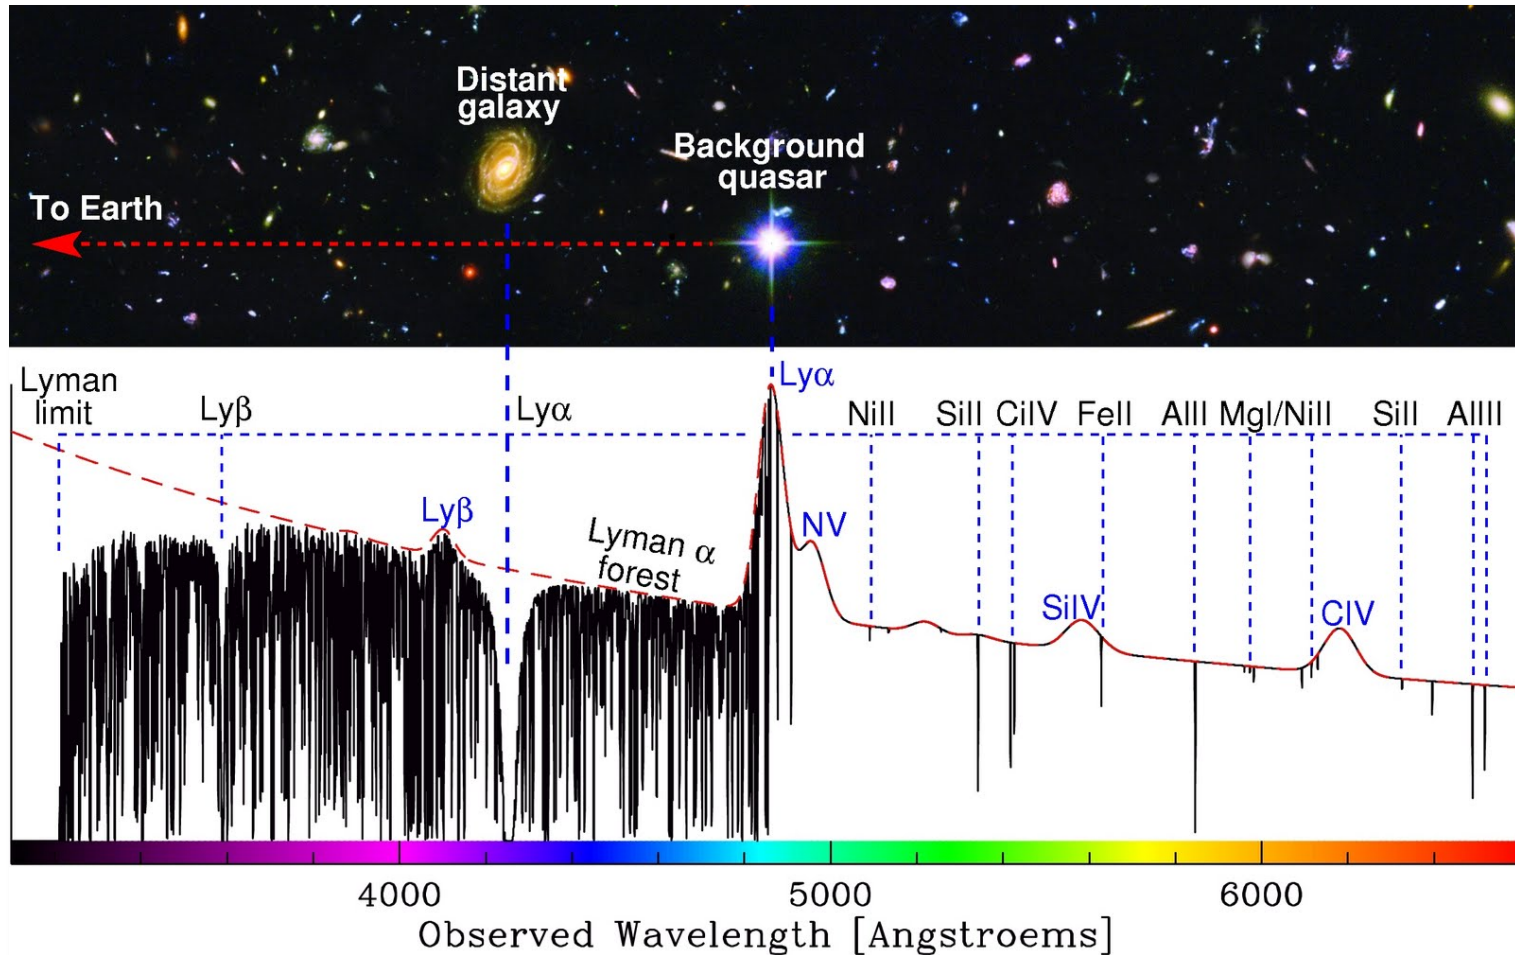 Distant
galaxy
Background
quasar
To Earth
Lyman
limit
Lyβ
Lyα
Lyα
NiII
SiII
CiIV
FeII
AlII
MgI/NiII
SiII
AlIII
Lyβ
Lyman α
forest
NV
SiIV
CIV
4000
5000
6000
Observed Wavelength [Angstroems]